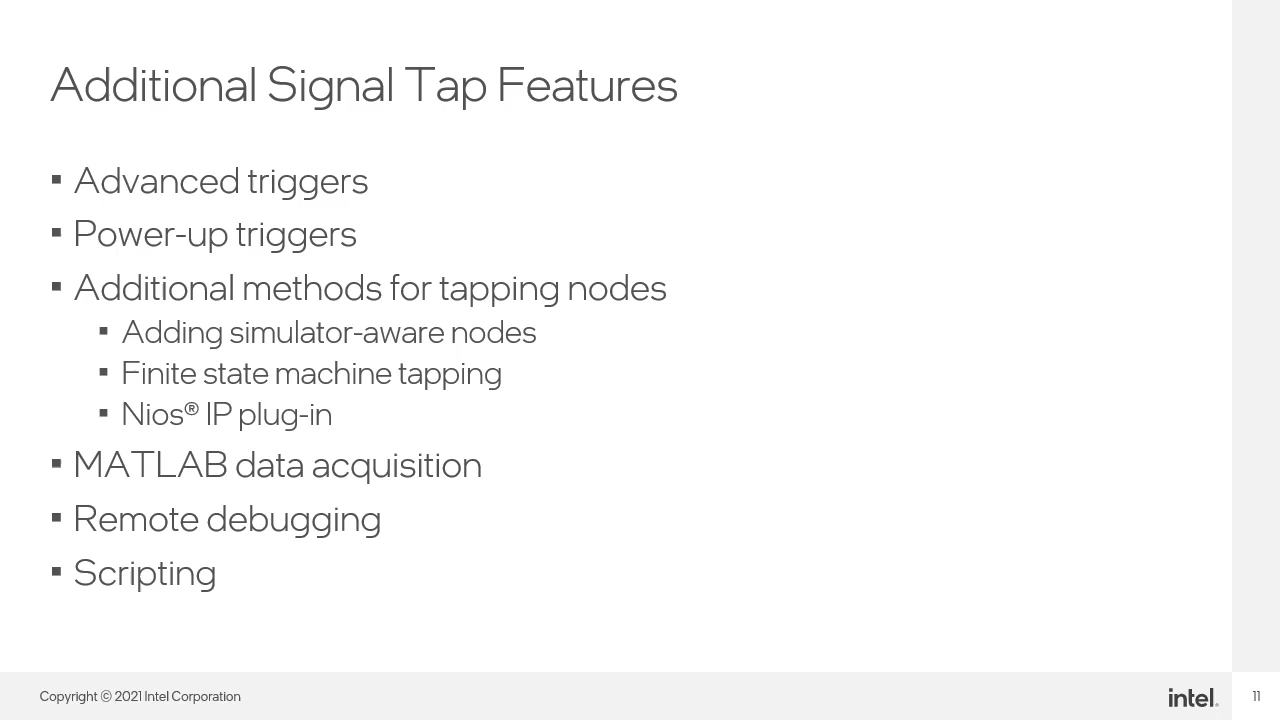 Additional Signal Tap Features
▪ Advanced triggers
▪ Power-up triggers
▪ Additional methods for tapping nodes
▪ Adding simulator-aware nodes
▪ Finite state machine tapping
▪ Nios® IP plug-in
▪ MATLAB data acquisition
▪ Remote debugging
▪ Scripting
Copyright © 2021 Intel Corporation
intel.
11